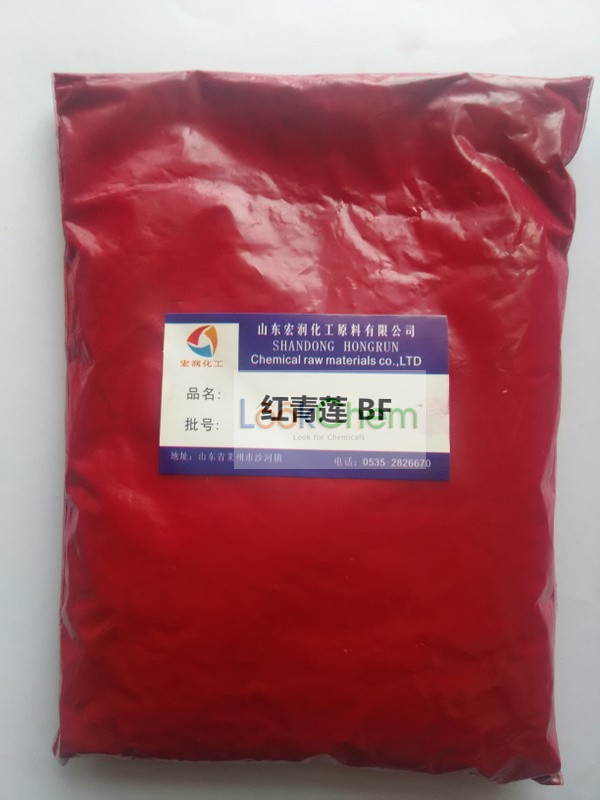 山东宏润化工原料有限公司
SHANDONG HONGRUN
Chemical raw materials co.,LTD
宏润化工
品名:
红青莲 BF
批号:
LookChem™
Look for Chemicals
地址: 山东省莱州市沙河镇
电话: 0535-2826670